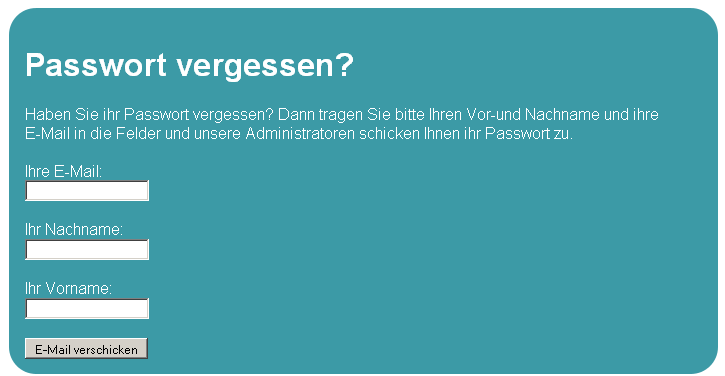 Passwort vergessen?
Haben Sie ihr Passwort vergessen? Dann tragen Sie bitte Ihren Vor-und Nachname und ihre
E-Mail in die Felder und unsere Administratoren schicken Ihnen ihr Passwort zu.
Ihre E-Mail:
Ihr Nachname:
Ihr Vorname:
E-Mail verschicken